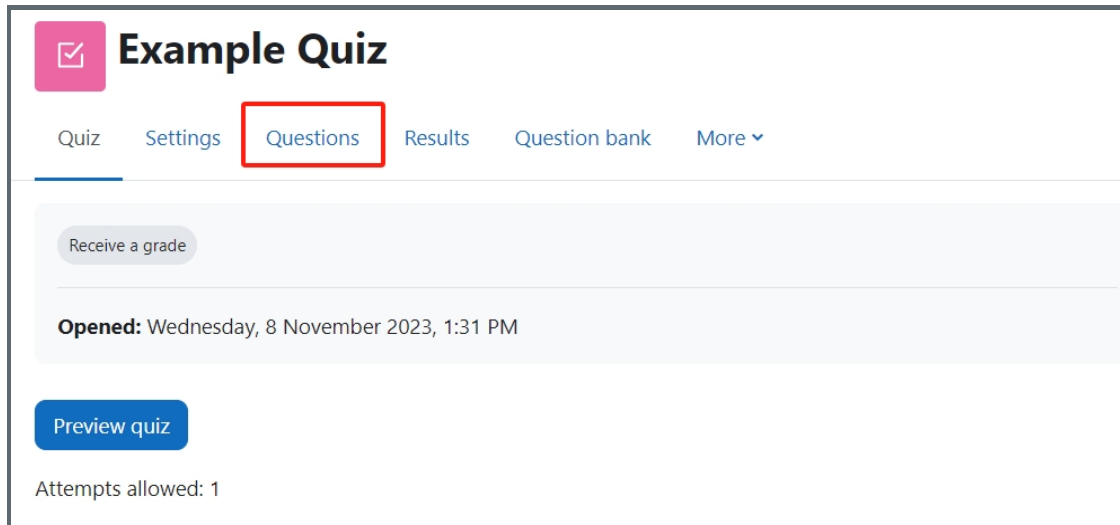 Example Quiz
Quiz Settings Questions Results Question bank More
Receive a grade
Opened: Wednesday, 8 November 2023, 1:31 PM
Preview quiz
Attempts allowed: 1